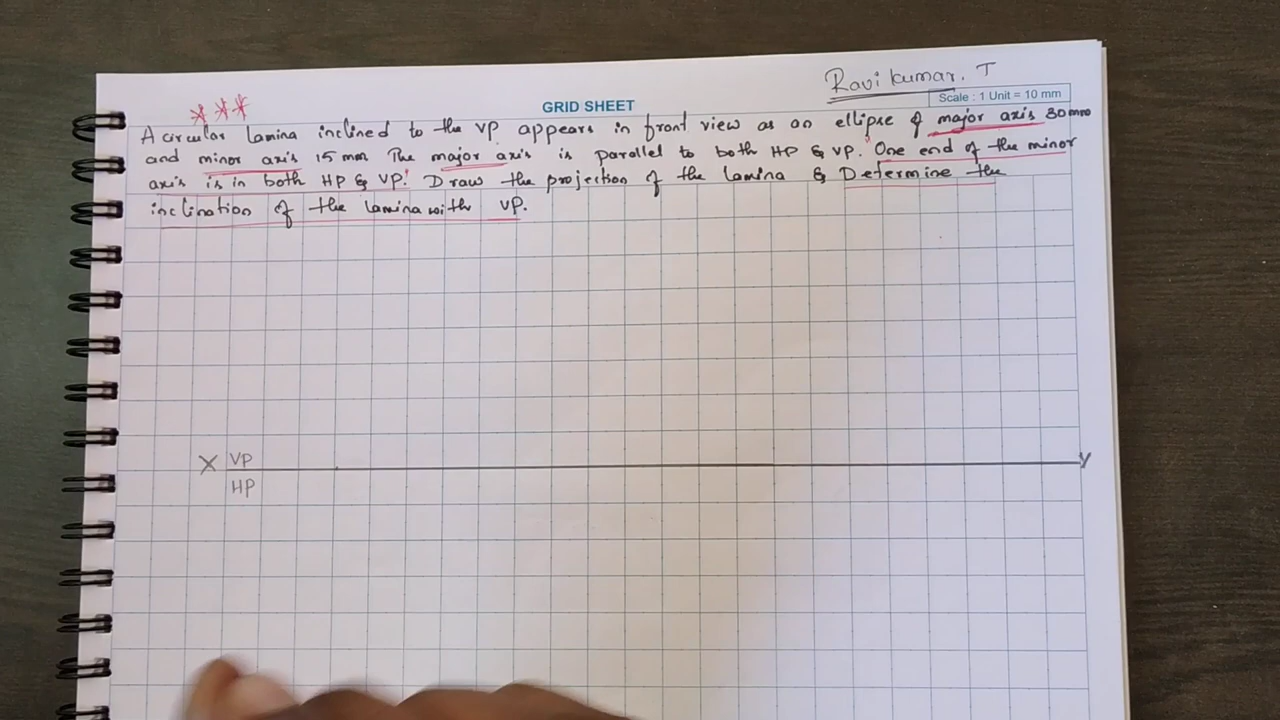 Ravi kumar. T
GRID SHEET
Scale : 1 Unit = 10 mm
A circular Lamina inclined to the VP appears in front view as an ellipse of major axis 30mm
and minor axis 15 mm. The major axis is parallel to both HP & VP. One end of the minor
axis is in both HP & VP. Draw the projection of the lamina & Determine the
inclination of the lamina with VP.
X VP Y
HP